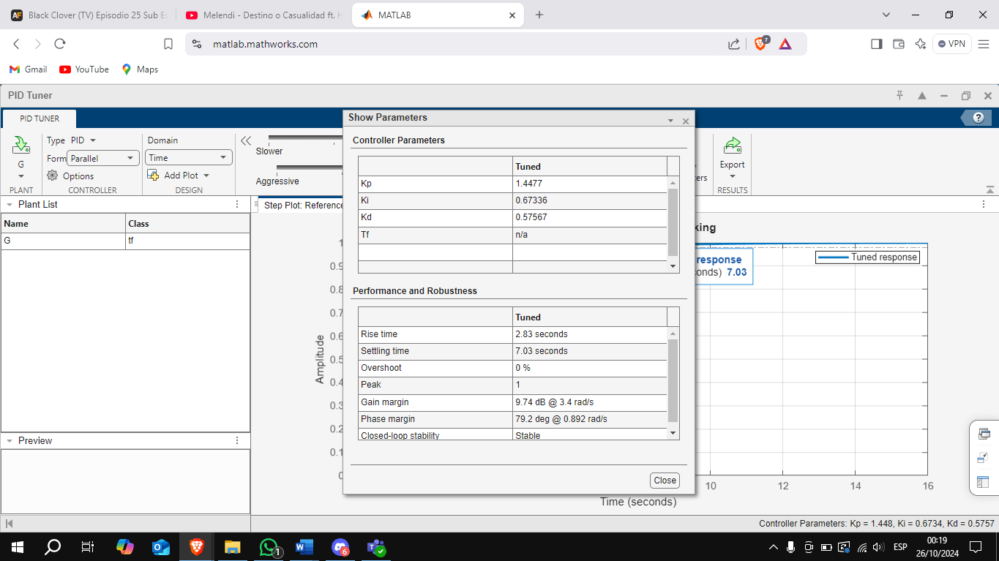 Black Clover (TV) Episodio 25 Sub Es
Melendi - Destino o Casualidad ft. H
MATLAB
matlab.mathworks.com
7
VPN
Gmail
YouTube
Maps
PID Tuner
PID TUNER
G
PLANT
Type PID
Form Parallel
Options
CONTROLLER
Domain
Time
Add Plot
DESIGN
Slower
Aggressive
ers
Export
RESULTS
Plant List
Name Class
G tf
Preview
Step Plot: Reference
king
Amplitude
1
0.9
0.8
0.7
0.6
0.5
0.4
0.3
0.2
0.1
0
response
onds) 7.03
Tuned response
10 12 14 16
Time (seconds)
Show Parameters
Controller Parameters
Tuned
Kp 1.4477
Ki 0.67336
Kd 0.57567
Tf n/a
Performance and Robustness
Tuned
Rise time 2.83 seconds
Settling time 7.03 seconds
Overshoot 0 %
Peak 1
Gain margin 9.74 dB @ 3.4 rad/s
Phase margin 79.2 deg @ 0.892 rad/s
Closed-loop stability Stable
Close
Controller Parameters: Kp = 1.448, Ki = 0.6734, Kd = 0.5757
1
6
ESP
00:19
26/10/2024